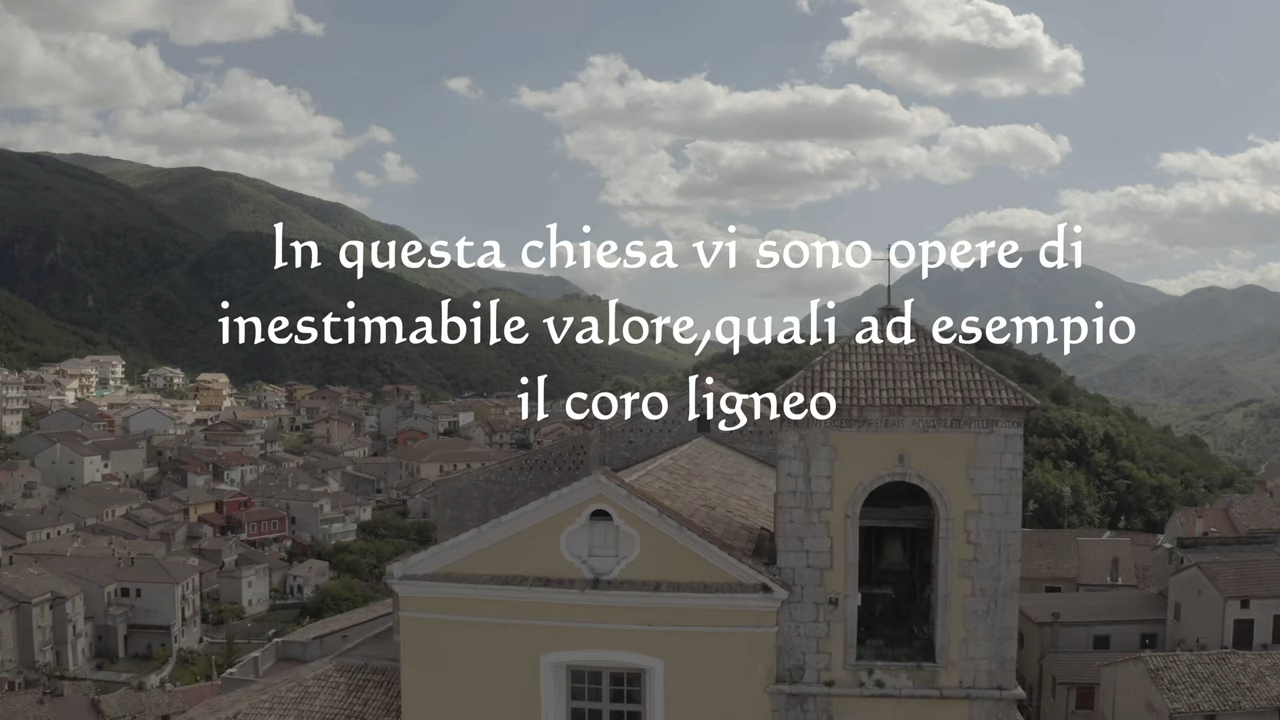 In questa chiesa vi sono opere di
inestimabile valore,quali ad esempio
il coro ligneo